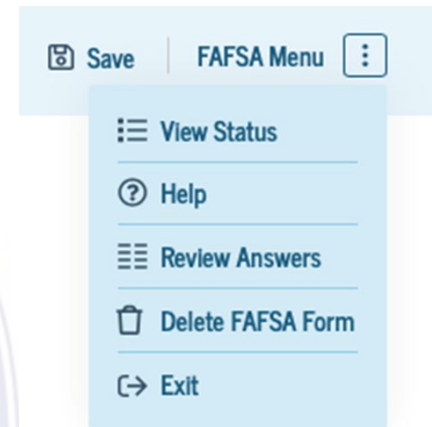 Save FAFSA Menu
View Status
Help
Review Answers
Delete FAFSA Form
Exit